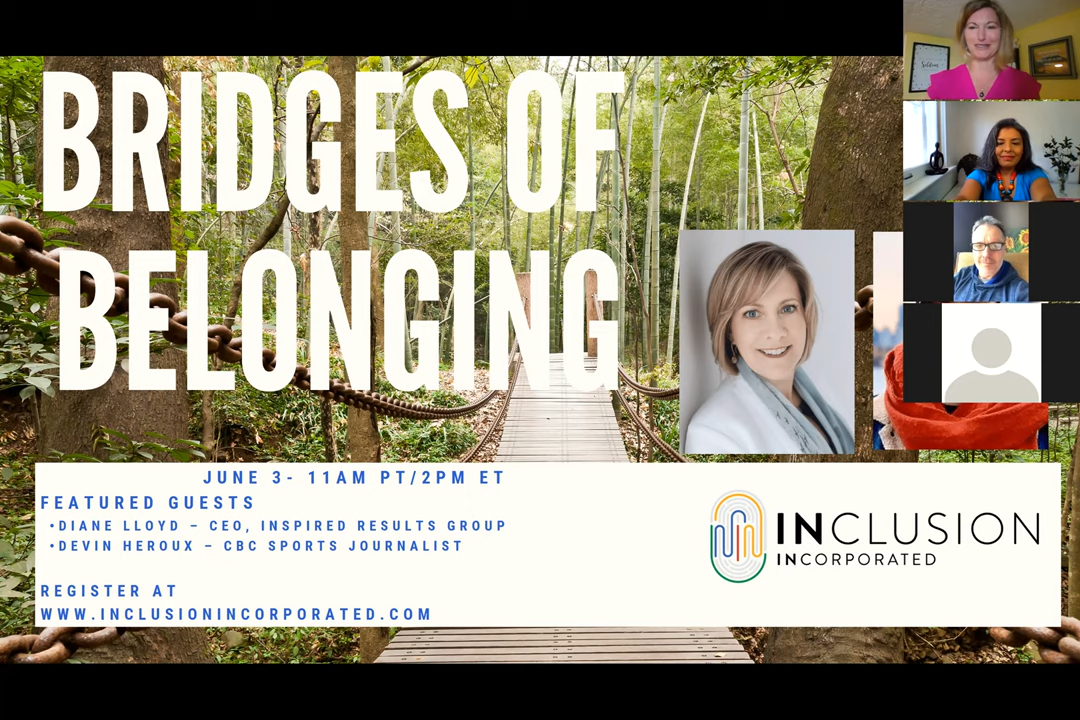 BRIDGES OF
BELONGING
JUNE 3- 11AM PT/2PM ET
FEATURED GUESTS
•DIANE LLOYD – CEO, INSPIRED RESULTS GROUP
•DEVIN HEROUX – CBC SPORTS JOURNALIST
REGISTER AT
WWW.INCLUSIONINCORPORATED.COM
INCLUSION
INCORPORATED